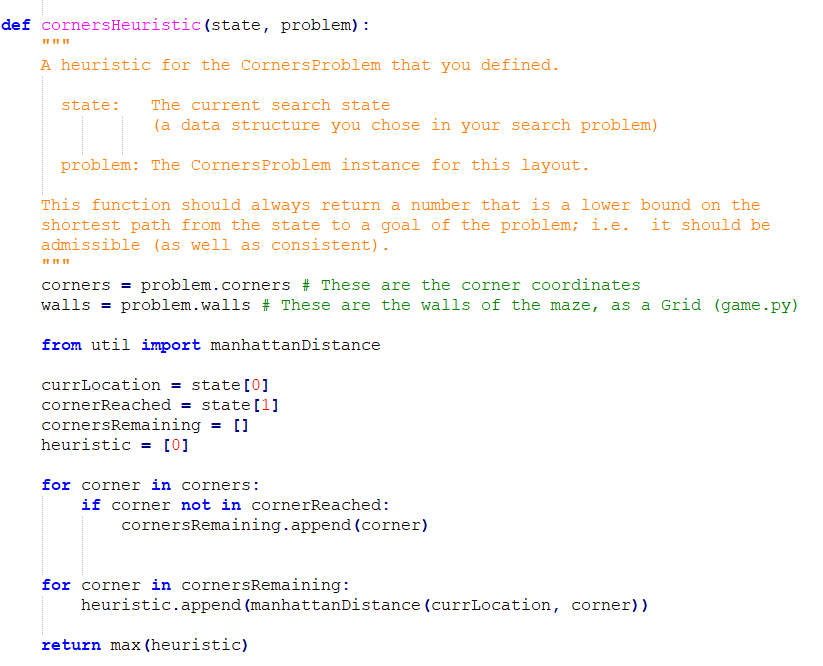 def cornersHeuristic(state, problem):
    """
    A heuristic for the CornersProblem that you defined.

      state:   The current search state
               (a data structure you chose in your search problem)

      problem: The CornersProblem instance for this layout.

    This function should always return a number that is a lower bound on the
    shortest path from the state to a goal of the problem; i.e.  it should be
    admissible (as well as consistent).
    """
    corners = problem.corners # These are the corner coordinates
    walls = problem.walls # These are the walls of the maze, as a Grid (game.py)

    from util import manhattanDistance

    currLocation = state[0]
    cornerReached = state[1]
    cornersRemaining = []
    heuristic = [0]

    for corner in corners:
        if corner not in cornerReached:
            cornersRemaining.append(corner)


    for corner in cornersRemaining:
        heuristic.append(manhattanDistance(currLocation, corner))

    return max(heuristic)